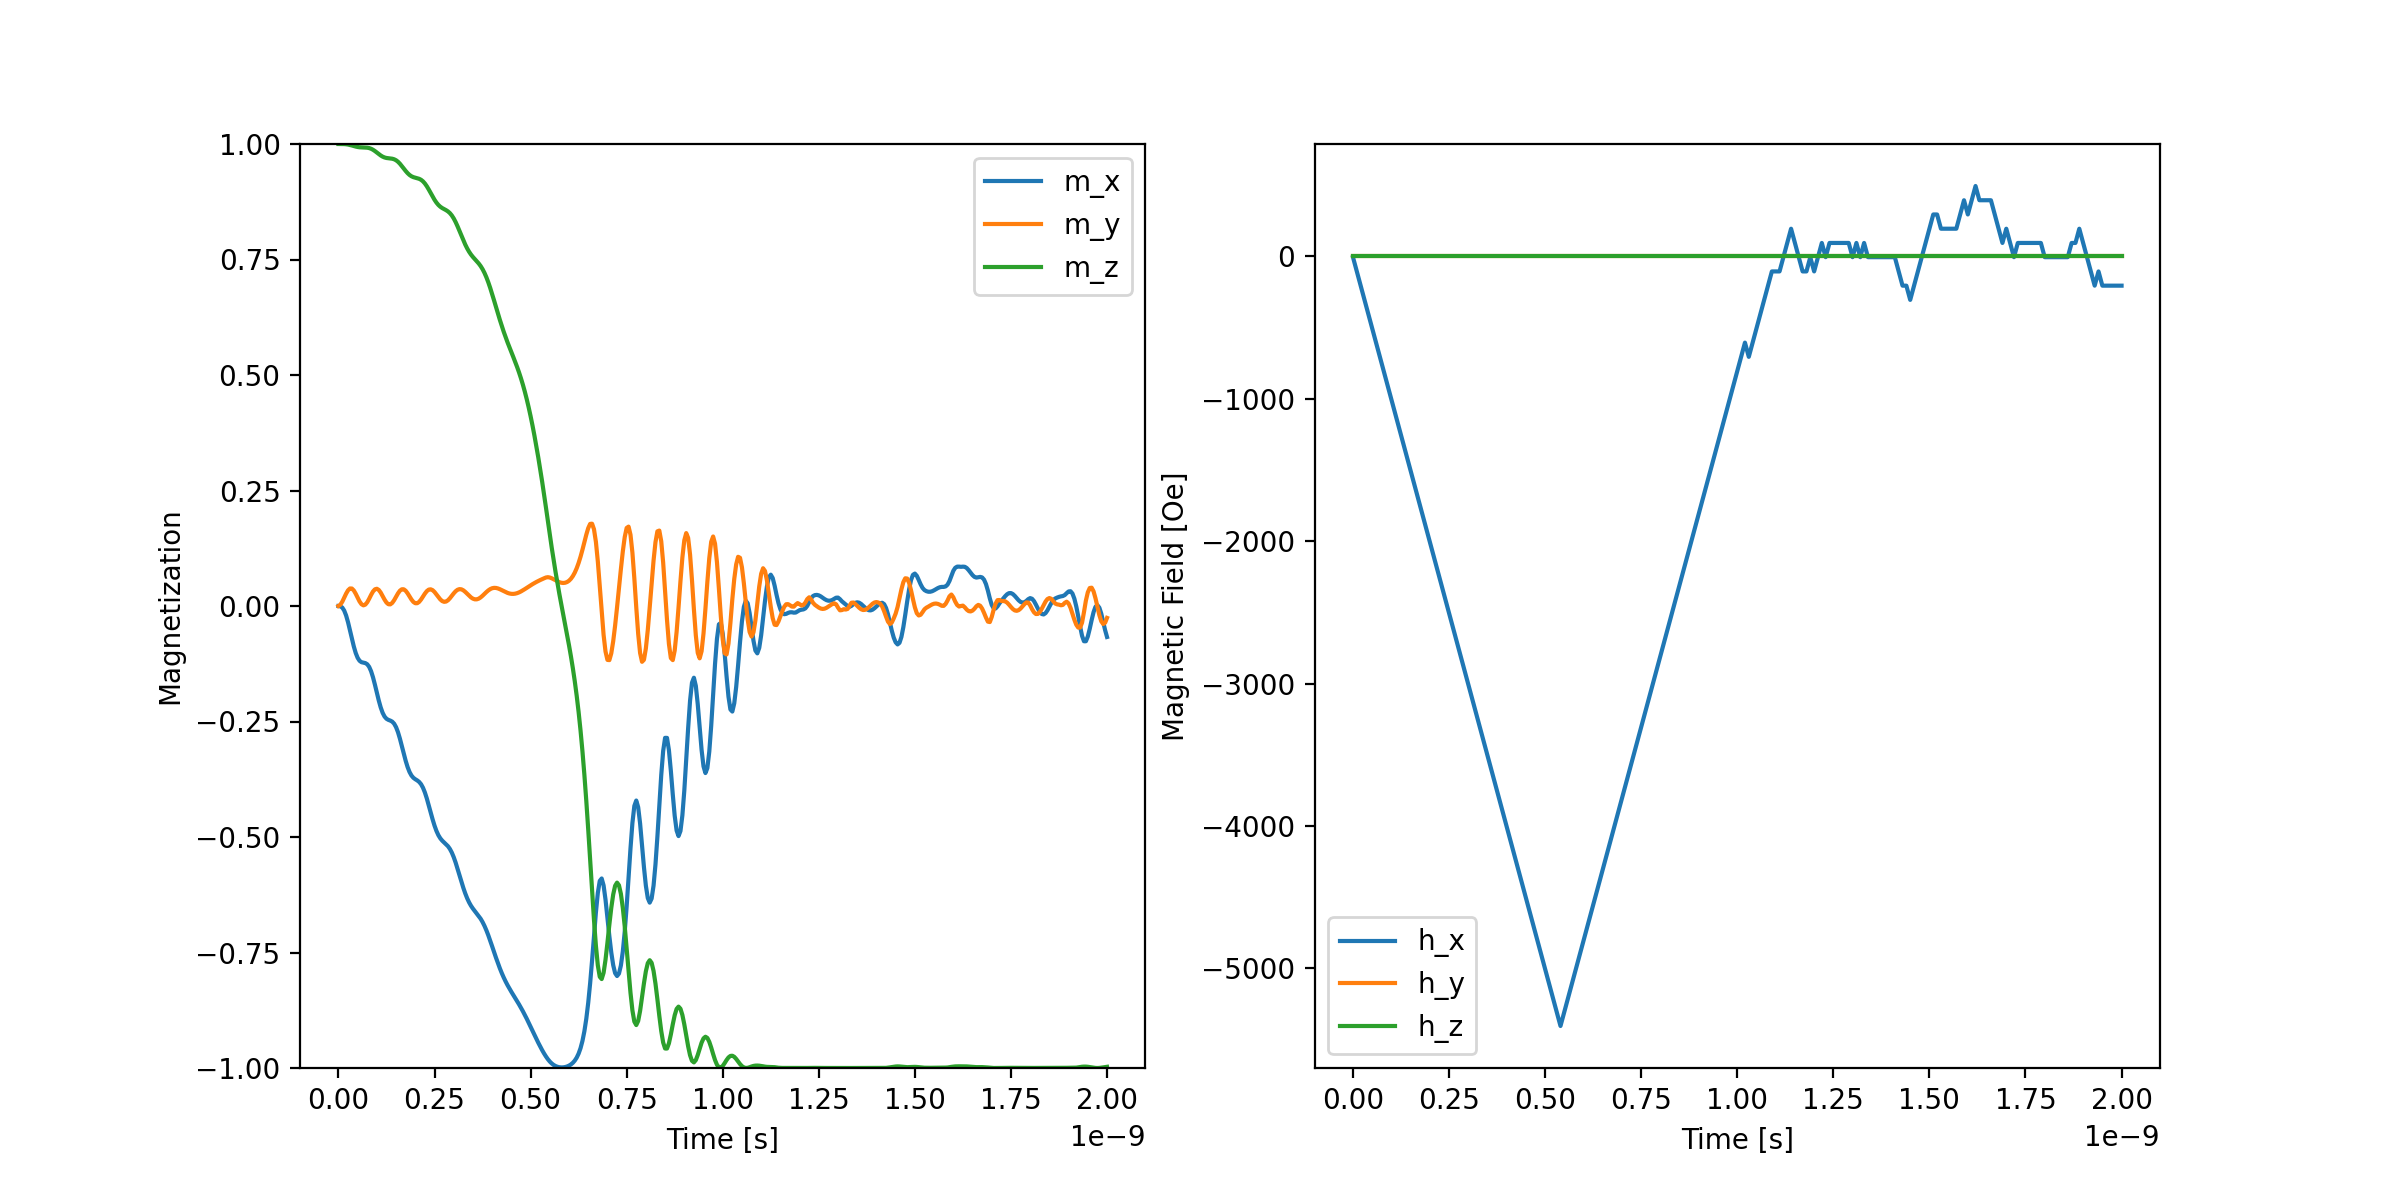 1.00
0.75
0.50
0.25
0.00
−0.25
−0.50
−0.75
−1.00
Magnetization
m_x
m_y
m_z
0.00 0.25 0.50 0.75 1.00 1.25 1.50 1.75 2.00
Time [s]
1e−9
0
−1000
−2000
−3000
−4000
−5000
Magnetic Field [Oe]
h_x
h_y
h_z
0.00 0.25 0.50 0.75 1.00 1.25 1.50 1.75 2.00
Time [s]
1e−9